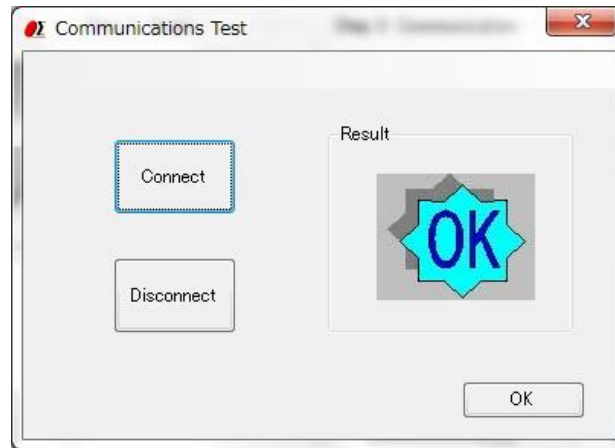 Communications Test
Connect
Result
OK
Disconnect
OK